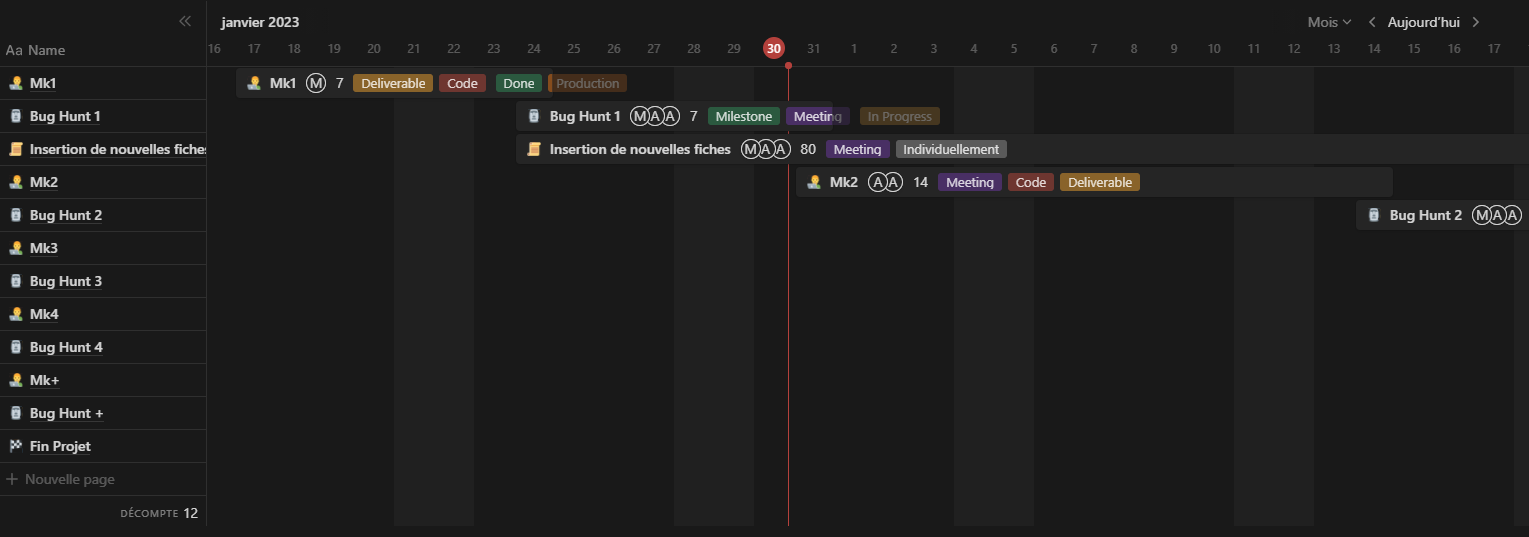 janvier 2023
Mois
Aujourd'hui
Aa Name
16 17 18 19 20 21 22 23 24 25 26 27 28 29 30 31 1 2 3 4 5 6 7 8 9 10 11 12 12 14 15 16 17
Mk1
Mk1 M 7 Deliverable Code Done Production
Bug Hunt 1
Bug Hunt 1 M A A 7 Milestone Meeting In Progress
Insertion de nouvelles fiches
Insertion de nouvelles fiches M A A 80 Meeting Individuellement
Mk2
Mk2 A A 14 Meeting Code Deliverable
Bug Hunt 2
Bug Hunt 2 M A A
Mk3
Bug Hunt 3
Mk4
Bug Hunt 4
Mk+
Bug Hunt +
Fin Projet
+ Nouvelle page
DÉCOMPTE 12